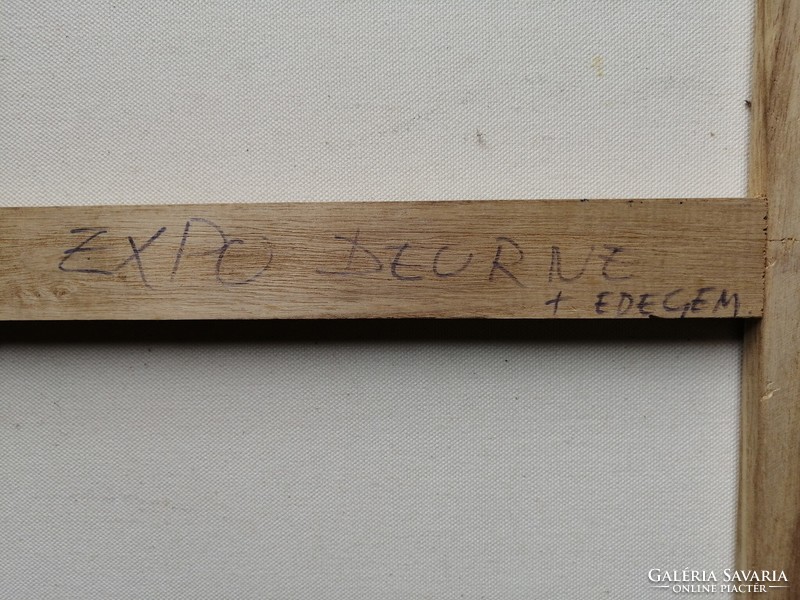 EXPO DEURNE
+ EDEGEM
GALÉRIA SAVARIA
ONLINE PIACTÉR